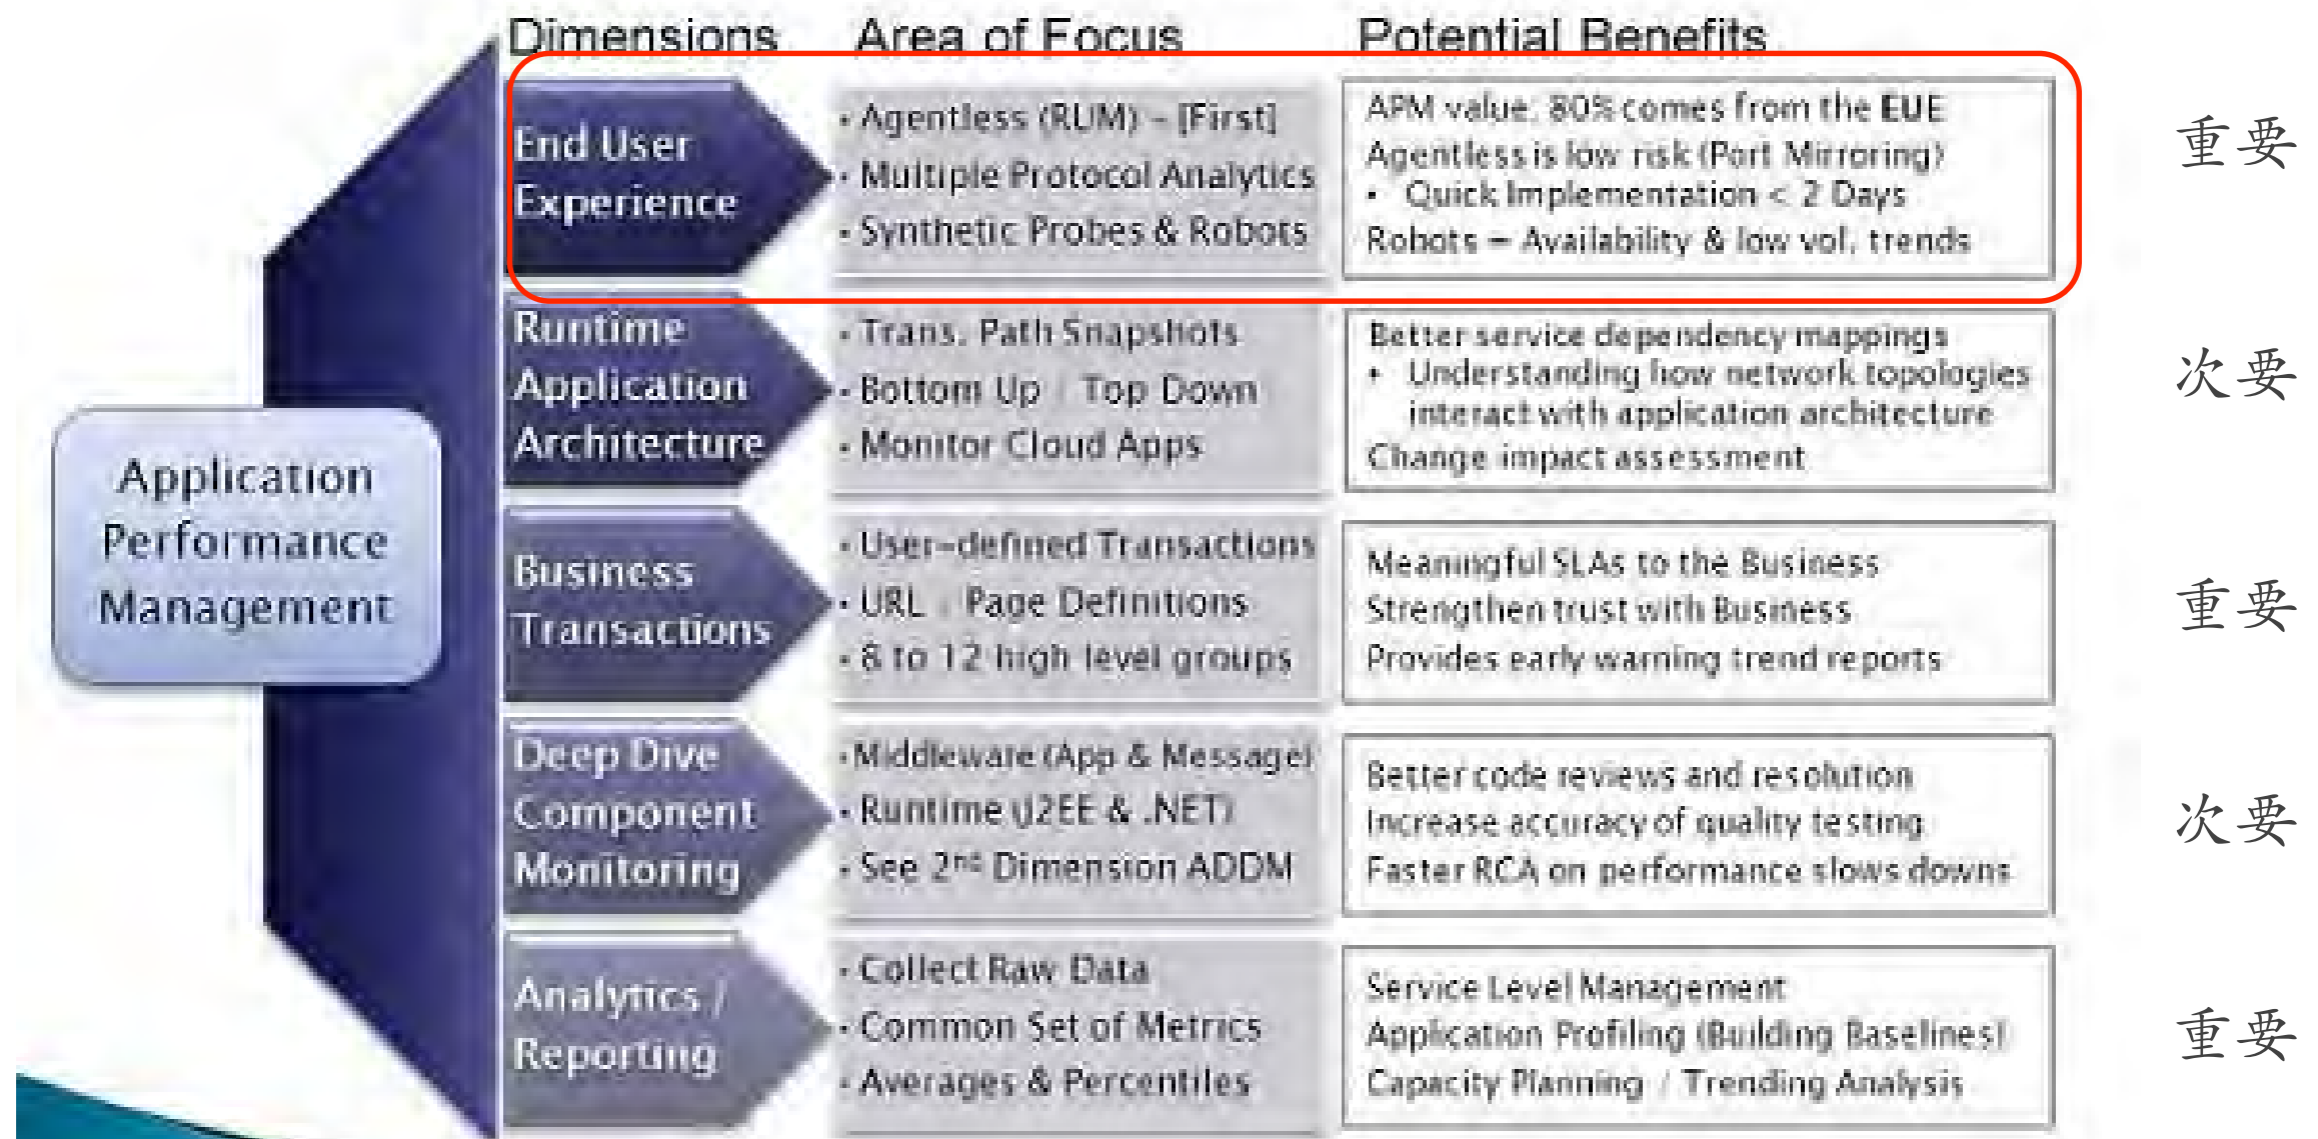 Dimensions Area of Focus Potential Benefits
Application
Performance
Management
End User
Experience
• Agentless (RUM) – [First]
• Multiple Protocol Analytics
• Synthetic Probes & Robots
APM value, 80% comes from the EUE
Agentless is low risk (Port Mirroring)
• Quick Implementation < 2 Days
Robots – Availability & low vol. trends
重要
Runtime
Application
Architecture
• Trans. Path Snapshots
• Bottom Up / Top Down
• Monitor Cloud Apps
Better service dependency mappings
• Understanding how network topologies
interact with application architecture
Change impact assessment
次要
Business
Transactions
• User-defined Transactions
• URL / Page Definitions
• 8 to 12 high level groups
Meaningful SLAs to the Business
Strengthen trust with Business
Provides early warning trend reports
重要
Deep Dive
Component
Monitoring
• Middleware (App & Message)
• Runtime (J2EE & .NET)
• See 2nd Dimension ADDM
Better code reviews and resolution
Increase accuracy of quality testing
Faster RCA on performance slows downs
次要
Analytics /
Reporting
• Collect Raw Data
• Common Set of Metrics
• Averages & Percentiles
Service Level Management
Application Profiling (Building Baselines)
Capacity Planning / Trending Analysis
重要